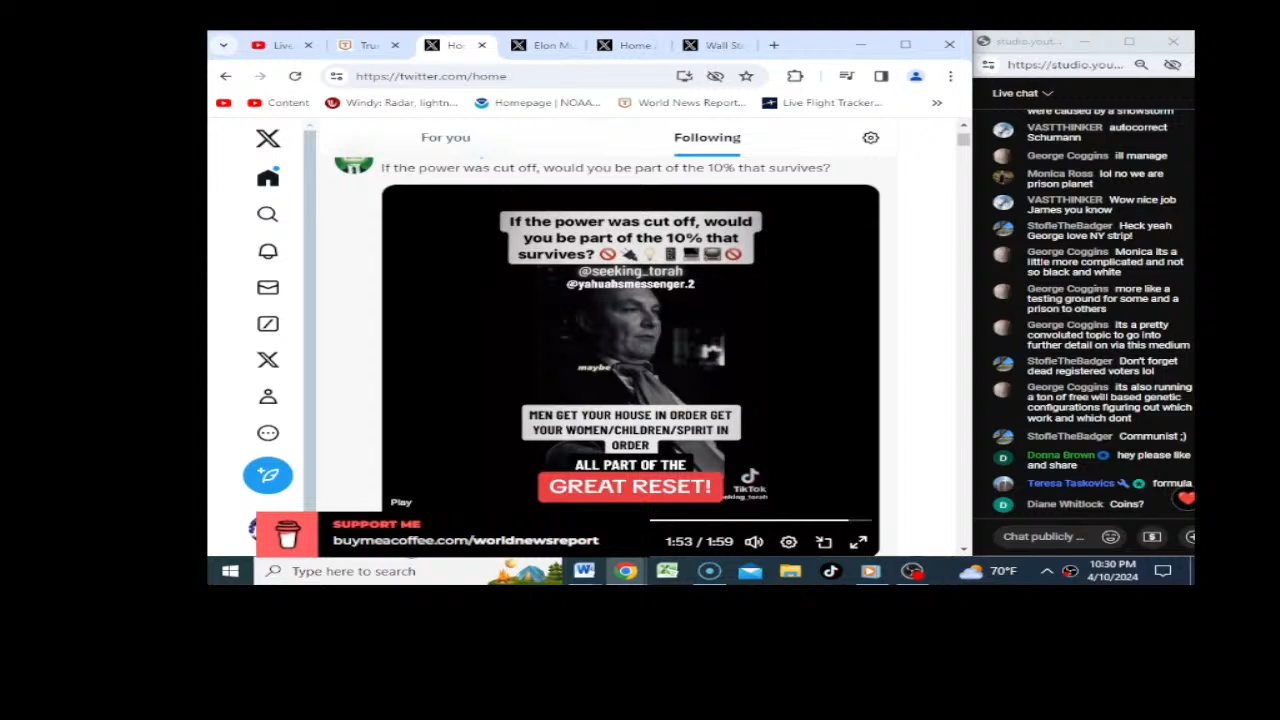 Live
Tru
Ho
Elon M
Home
Wall St
studio.yout
https://twitter.com/home
https://studio.you...
Content
Windy: Radar, lightn...
Homepage | NOAA...
World News Report...
Live Flight Tracker...
»
Live chat
For you
Following
If the power was cut off, would you be part of the 10% that survives?
If the power was cut off, would
you be part of the 10% that
survives?
@seeking_torah
@yahuahsmessenger.2
maybe
MEN GET YOUR HOUSE IN ORDER GET
YOUR WOMEN/CHILDREN/SPIRIT IN
ORDER
ALL PART OF THE
GREAT RESET!
TikTok
Play
SUPPORT ME
buymeacoffee.com/worldnewsreport
1:53 / 1:59
were caused by a snowstorm
VASTTHINKER autocorrect
Schumann
George Coggins ill manage
Monica Ross lol no we are
prison planet
VASTTHINKER Wow nice job
James you know
StofleTheBadger Heck yeah
George love NY strip!
George Coggins Monica its a
little more complicated and not
so black and white
George Coggins more like a
testing ground for some and a
prison to others
George Coggins Its a pretty
convoluted topic to go into
further detail on via this medium
StofleTheBadger Don't forget
dead registered voters lol
George Coggins its also running
a ton of free will based genetic
configurations figuring out which
work and which dont
StofleTheBadger Communist ;)
Donna Brown hey please like
and share
Teresa Taskovics formula
Diane Whitlock Coins?
Chat publicly ...
Type here to search
70°F
10:30 PM
4/10/2024